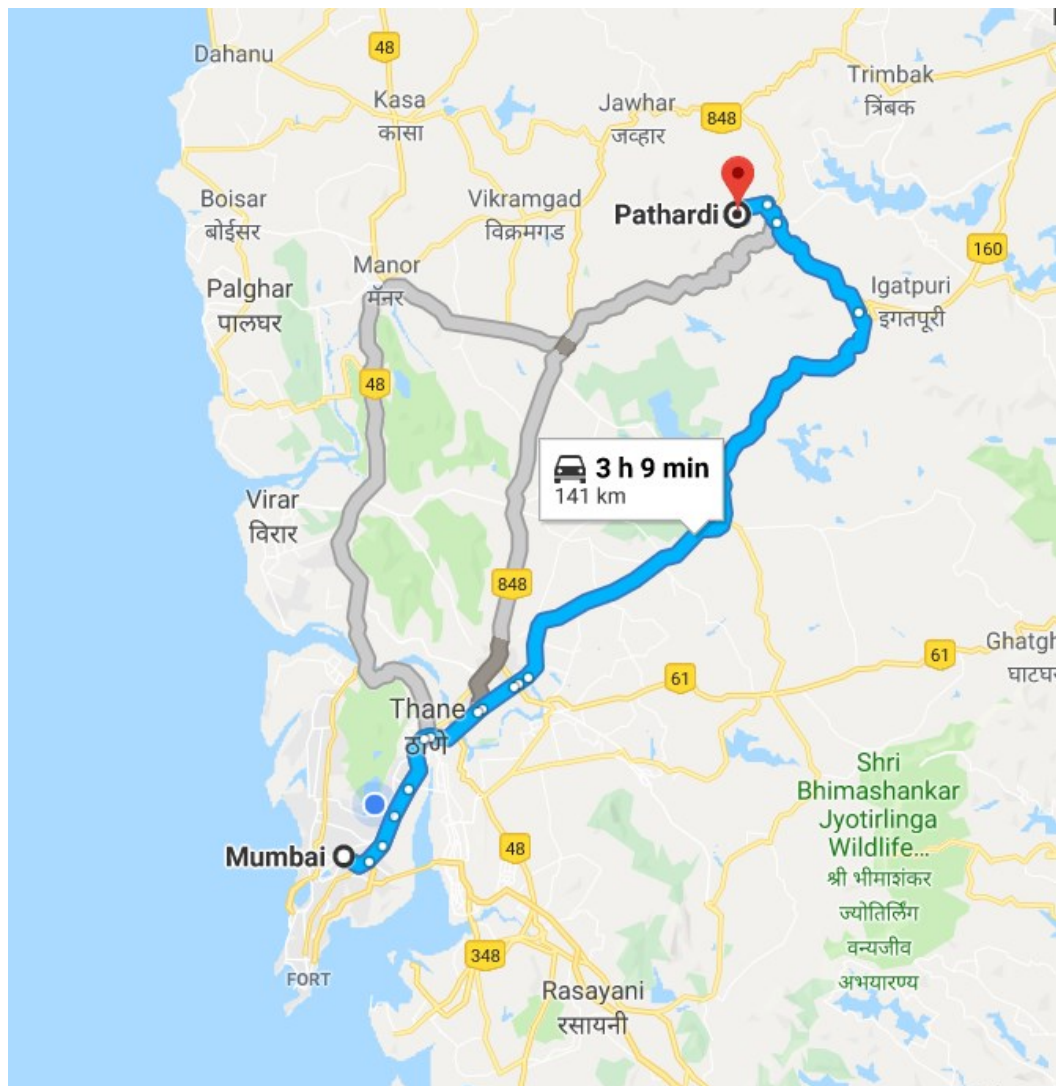 Dahanu
48
Kasa
कासा
Jawhar
जव्हार
848
Trimbak
त्रिंबक
Boisar
बोईसर
Vikramgad
विक्रमगड
Pathardi
160
Manor
मॅनर
Igatpuri
इगतपूरी
Palghar
पालघर
48
3 h 9 min
141 km
Virar
विरार
848
61
61
Thane
ठाणे
Shri
Bhimashankar
Jyotirlinga
Wildlife...
श्री भीमाशंकर
ज्योतिर्लिंग
वन्यजीव
अभयारण्य
Mumbai
48
348
FORT
Rasayani
रसायनी